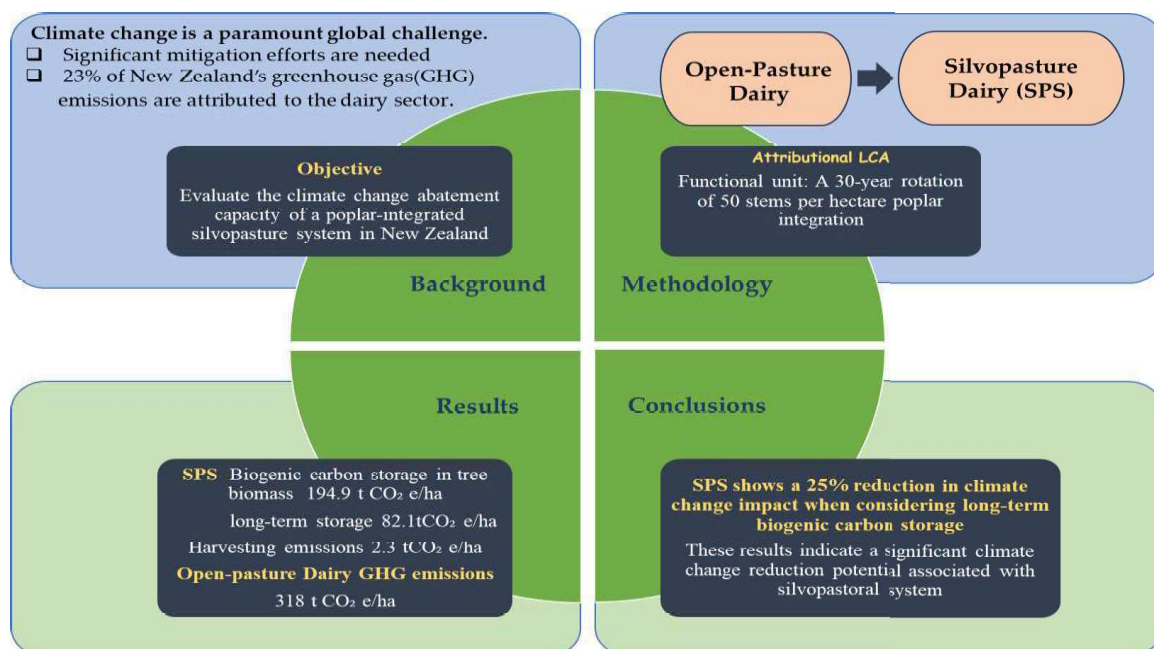 Climate change is a paramount global challenge.
Significant mitigation efforts are needed
23% of New Zealand's greenhouse gas(GHG)
emissions are attributed to the dairy sector.
Objective
Evaluate the climate change abatement
capacity of a poplar-integrated
silvopasture system in New Zealand
Background
Open-Pasture
Dairy
Silvopasture
Dairy (SPS)
Attributional LCA
Functional unit: A 30-year rotation
of 50 stems per hectare poplar
integration
Methodology
Results
SPS Biogenic carbon storage in tree
biomass 194.9 t CO₂ e/ha
long-term storage 82.1tCO₂ e/ha
Harvesting emissions 2.3 tCO₂ e/ha
Open-pasture Dairy GHG emissions
318 t CO₂ e/ha
Conclusions
SPS shows a 25% reduction in climate
change impact when considering long-term
biogenic carbon storage
These results indicate a significant climate
change reduction potential associated with
silvopastoral system